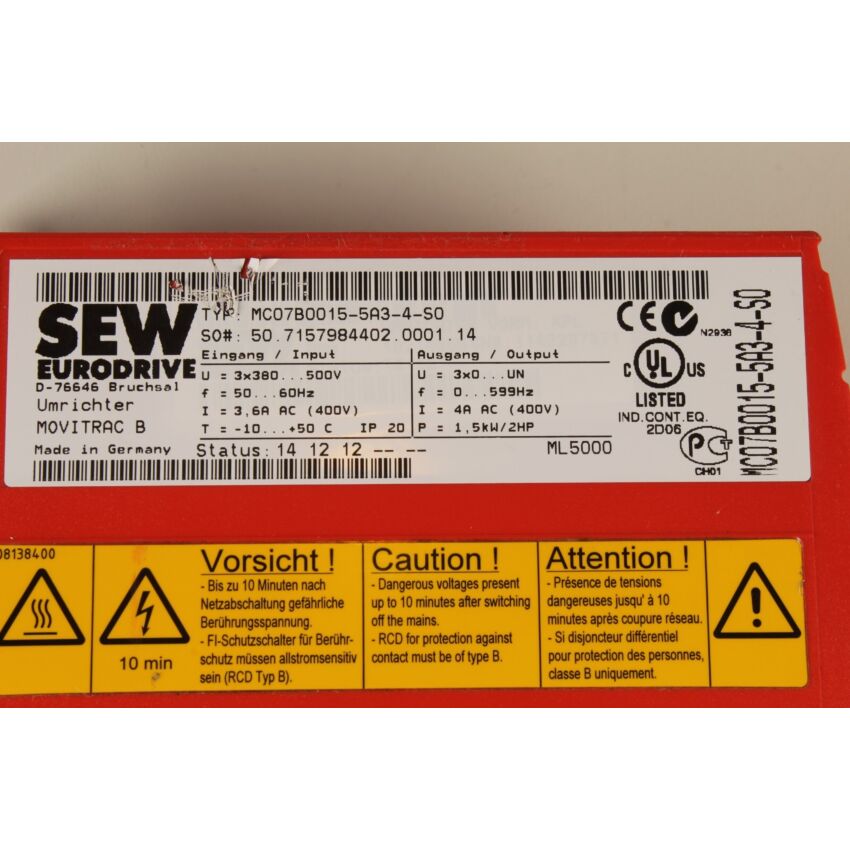 SEW
EURODRIVE
D-76646 Bruchsal
Umrichter
MOVITRAC B
Made in Germany
TYP: MC07B0015-5A3-4-S0
SO#: 50.7157984402.0001.14
Eingang / Input
U = 3x380...500V
f = 50...60Hz
I = 3,6A AC (400V)
T = -10...+50 C IP 20
Ausgang / Output
U = 3x0...UN
f = 0...599Hz
I = 4A AC (400V)
P = 1,5kW/2HP
Status: 14 12 12 -- --
ML5000
CE
N2936
C UL US
LISTED
IND.CONT.EQ.
2D06
C'H01
MC07B0015-5A3-4-S0
08138400
10 min
Vorsicht !
- Bis zu 10 Minuten nach
Netzabschaltung gefährliche
Berührungsspannung.
- FI-Schutzschalter für Berühr-
schutz müssen allstromsensitiv
sein (RCD Typ B).
Caution !
- Dangerous voltages present
up to 10 minutes after switching
off the mains.
- RCD for protection against
contact must be of type B.
Attention !
- Présence de tensions
dangereuses jusqu' à 10
minutes après coupure réseau.
- Si disjoncteur différentiel
pour protection des personnes,
classe B uniquement.